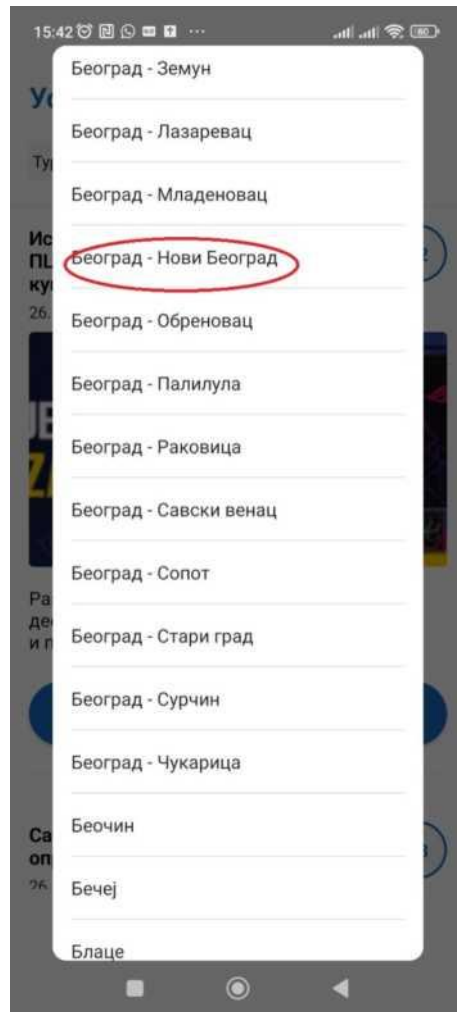 15:42
60
Београд - Земун
Београд - Лазаревац
Београд - Младеновац
Београд - Нови Београд
Београд - Обреновац
Београд - Палилула
Београд - Раковица
Београд - Савски венац
Београд - Сопот
Београд - Стари град
Београд - Сурчин
Београд - Чукарица
Беочин
Бечеј
Блаце